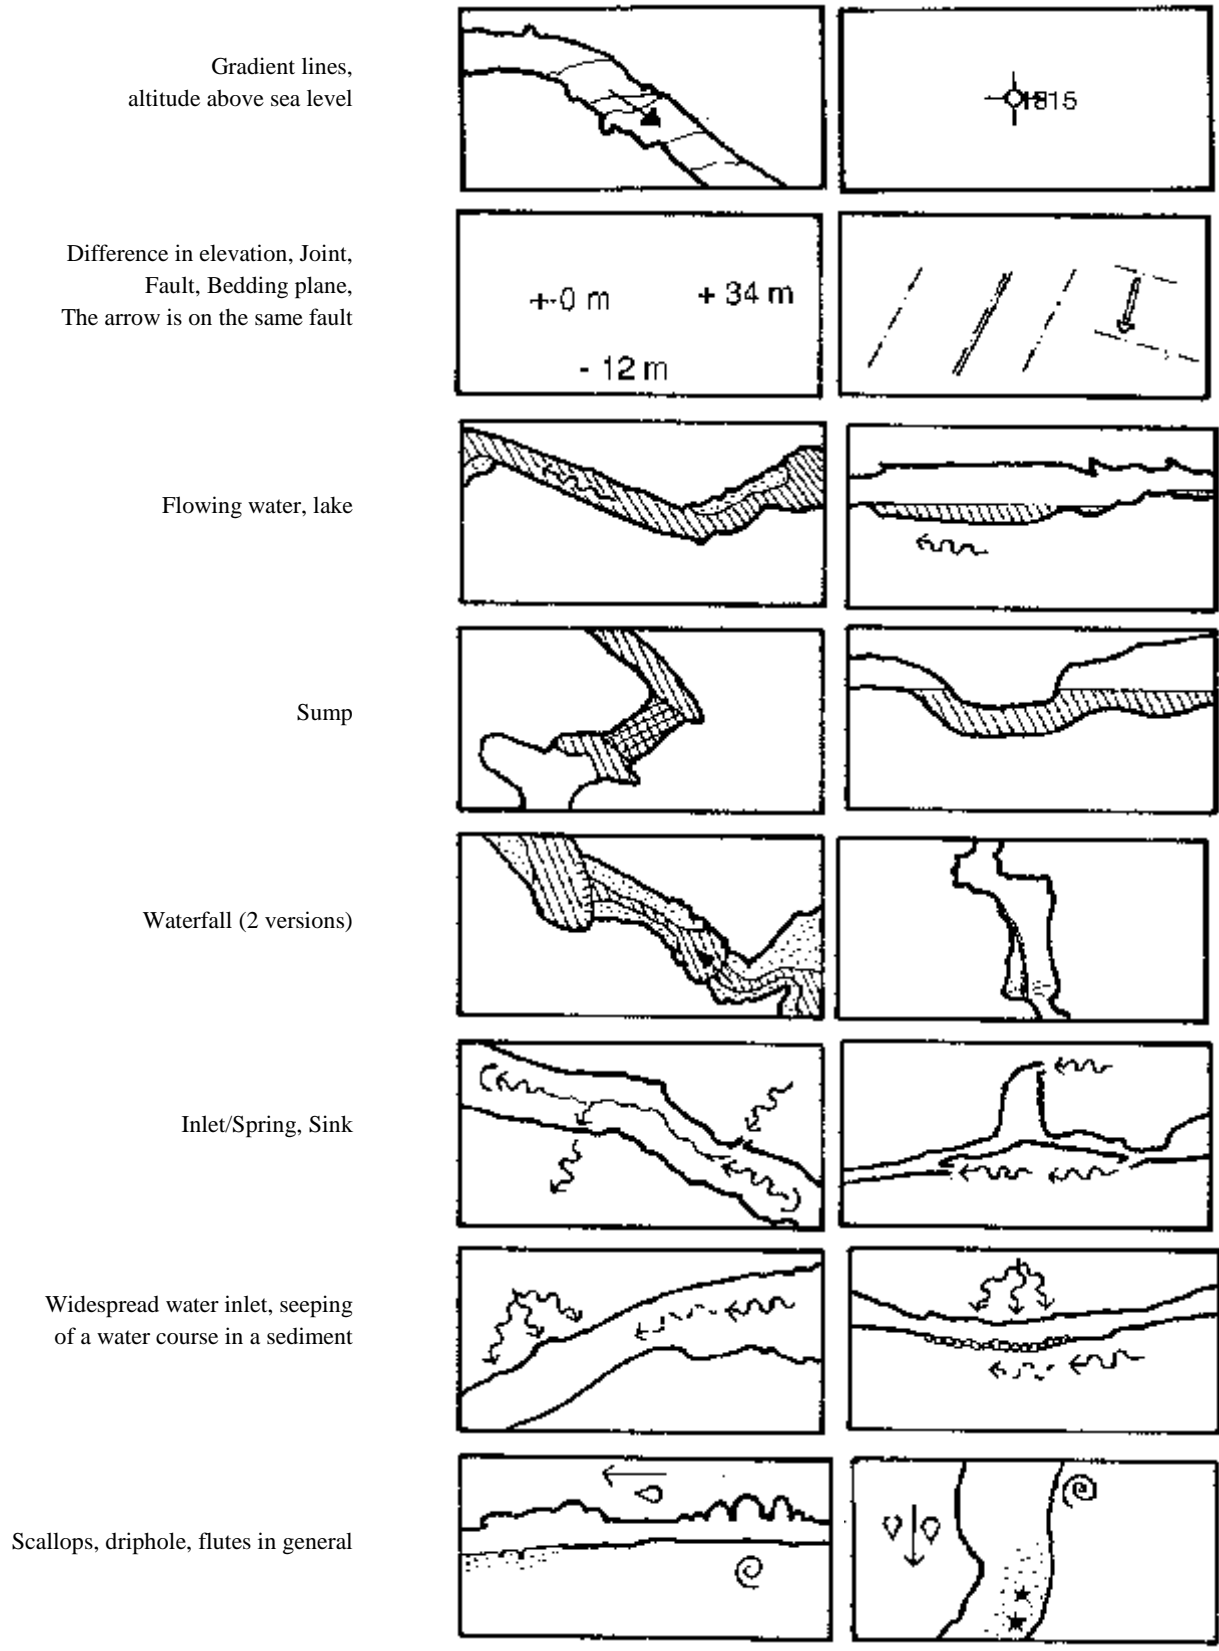 Gradient lines,
altitude above sea level
1815
Difference in elevation, Joint,
Fault, Bedding plane,
The arrow is on the same fault
+-0 m
+ 34 m
- 12 m
Flowing water, lake
Sump
Waterfall (2 versions)
Inlet/Spring, Sink
Widespread water inlet, seeping
of a water course in a sediment
Scallops, driphole, flutes in general